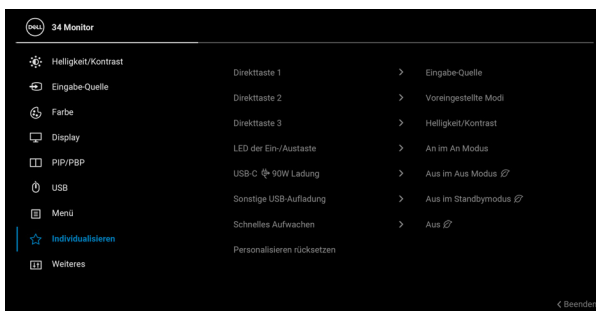 DELL 34 Monitor
Helligkeit/Kontrast
Eingabe-Quelle
Farbe
Display
PIP/PBP
USB
Menü
Individualisieren
Weiteres
Direkttaste 1 > Eingabe-Quelle
Direkttaste 2 > Voreingestellte Modi
Direkttaste 3 > Helligkeit/Kontrast
LED der Ein-/Austaste > An im An Modus
USB-C 90W Ladung > Aus im Aus Modus
Sonstige USB-Aufladung > Aus im Standbymodus
Schnelles Aufwachen > Aus
Personalisieren rücksetzen
< Beenden